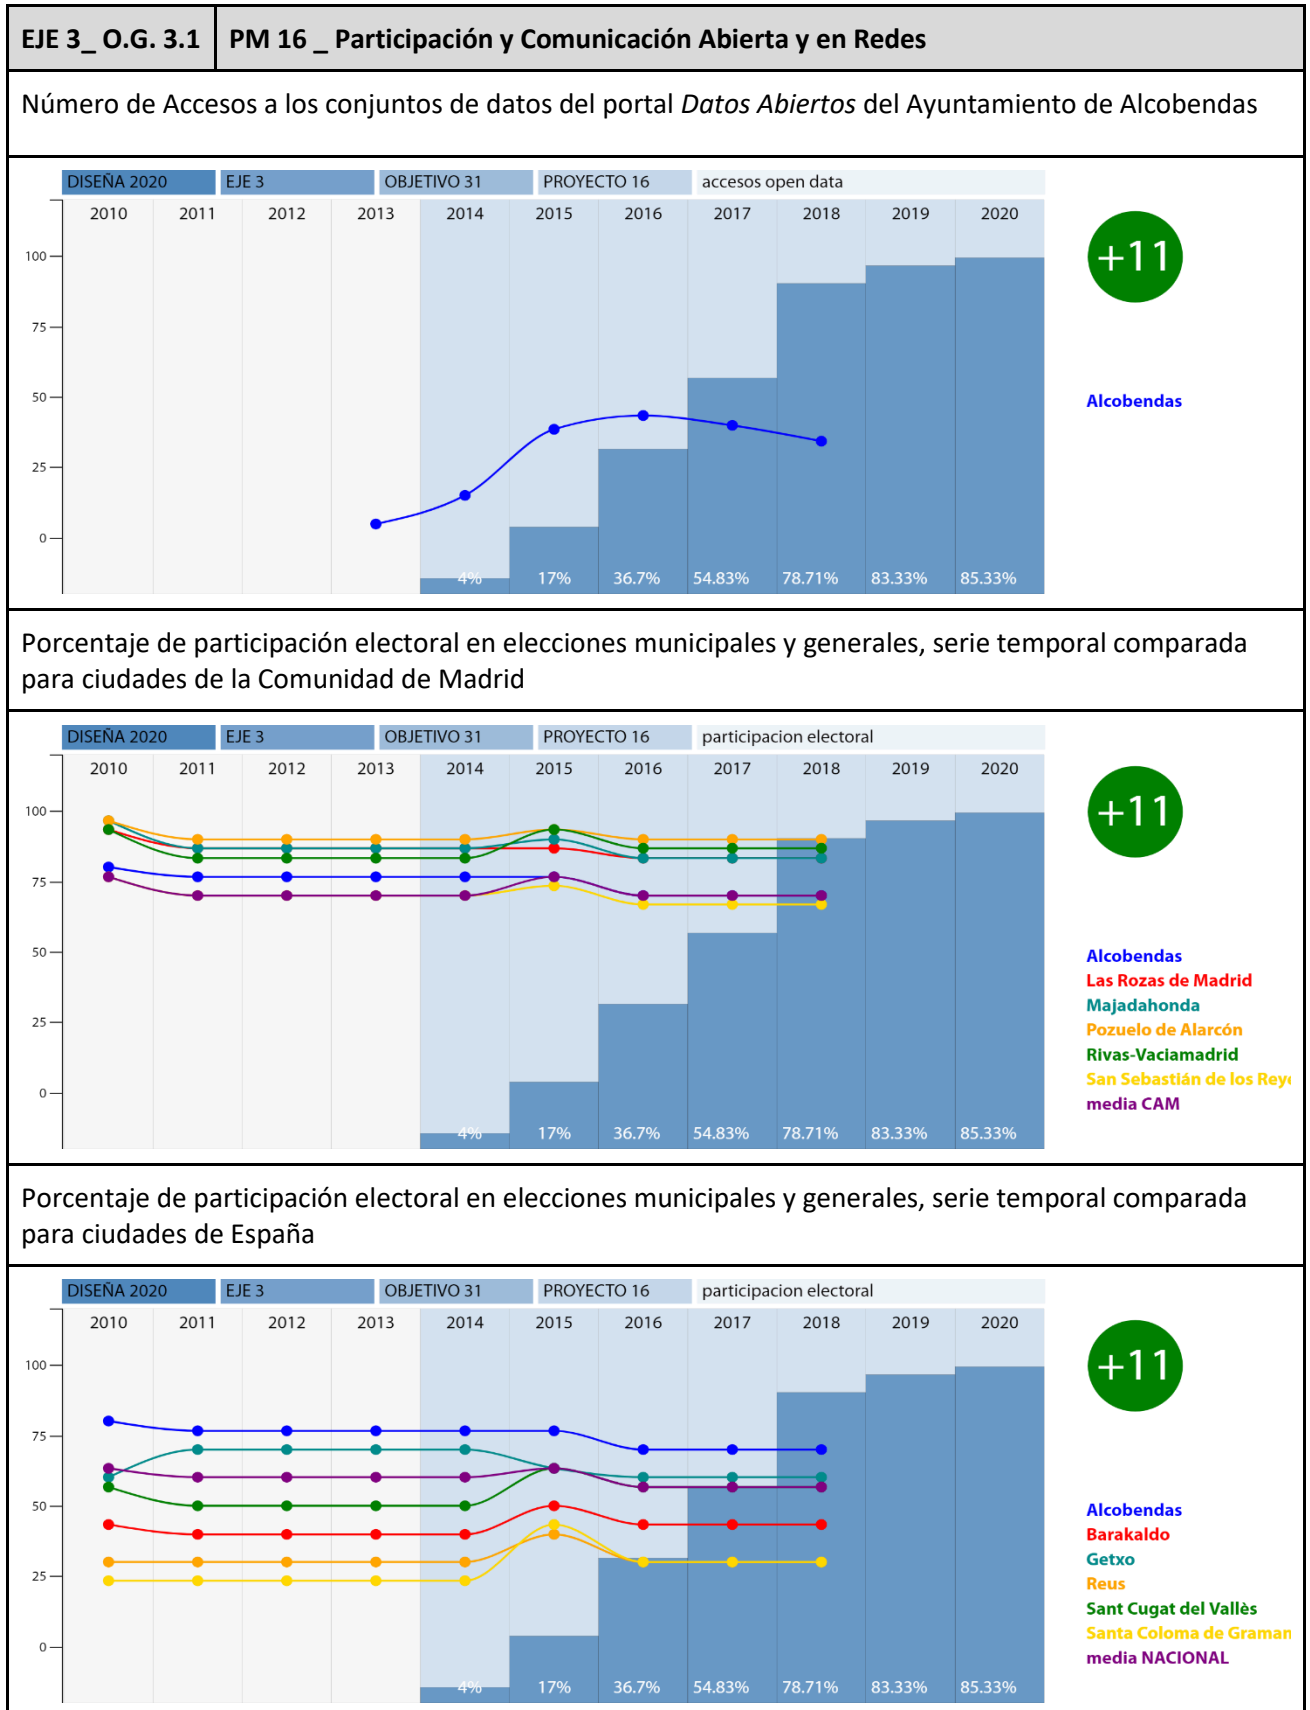 EJE 3_ O.G. 3.1 PM 16 _ Participación y Comunicación Abierta y en Redes
Número de Accesos a los conjuntos de datos del portal Datos Abiertos del Ayuntamiento de Alcobendas
DISEÑA 2020 EJE 3 OBJETIVO 31 PROYECTO 16 accesos open data
2010 2011 2012 2013 2014 2015 2016 2017 2018 2019 2020
+11
100
75
50
25
0
Alcobendas
4% 17% 36.7% 54.83% 78.71% 83.33% 85.33%
Porcentaje de participación electoral en elecciones municipales y generales, serie temporal comparada
para ciudades de la Comunidad de Madrid
DISEÑA 2020 EJE 3 OBJETIVO 31 PROYECTO 16 participacion electoral
2010 2011 2012 2013 2014 2015 2016 2017 2018 2019 2020
+11
100
75
50
25
0
Alcobendas
Las Rozas de Madrid
Majadahonda
Pozuelo de Alarcón
Rivas-Vaciamadrid
San Sebastián de los Reye
media CAM
4% 17% 36.7% 54.83% 78.71% 83.33% 85.33%
Porcentaje de participación electoral en elecciones municipales y generales, serie temporal comparada
para ciudades de España
DISEÑA 2020 EJE 3 OBJETIVO 31 PROYECTO 16 participacion electoral
2010 2011 2012 2013 2014 2015 2016 2017 2018 2019 2020
+11
100
75
50
25
0
Alcobendas
Barakaldo
Getxo
Reus
Sant Cugat del Vallès
Santa Coloma de Graman
media NACIONAL
4% 17% 36.7% 54.83% 78.71% 83.33% 85.33%